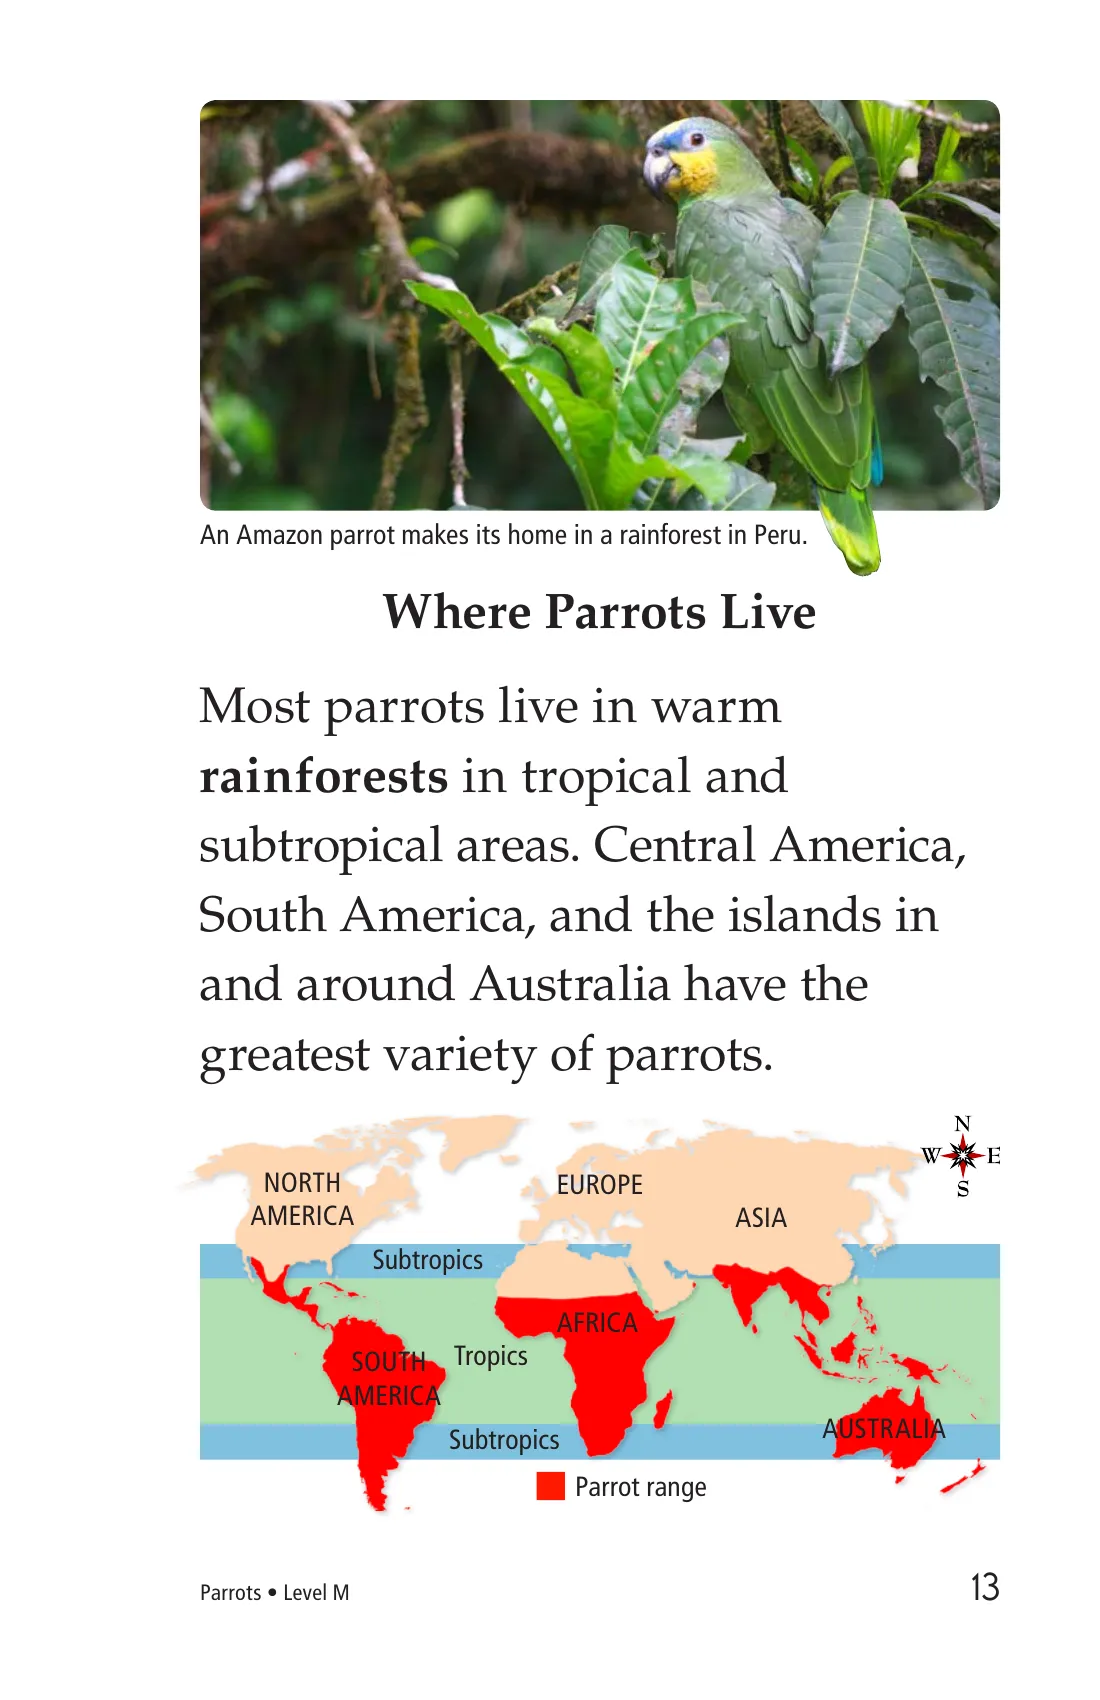 An Amazon parrot makes its home in a rainforest in Peru.
Where Parrots Live
Most parrots live in warm
rainforests in tropical and
subtropical areas. Central America,
South America, and the islands in
and around Australia have the
greatest variety of parrots.
N
W E
S
NORTH
AMERICA
EUROPE
ASIA
Subtropics
AFRICA
SOUTH
AMERICA
Tropics
AUSTRALIA
Subtropics
Parrot range
Parrots • Level M
13